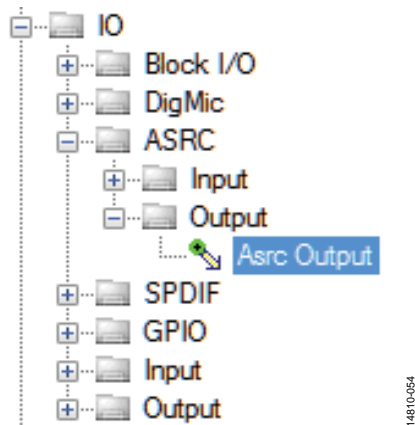 IO
Block I/O
DigMic
ASRC
Input
Output
Asrc Output
SPDIF
GPIO
Input
Output
14810-054